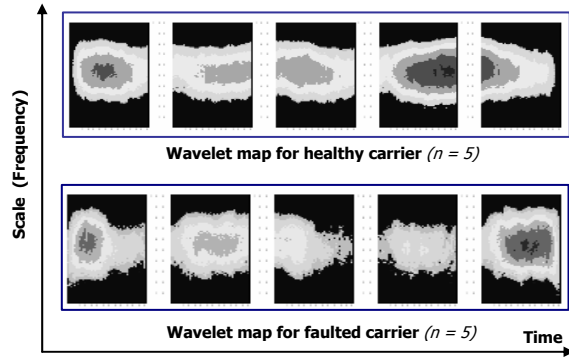 Scale (Frequency)
Wavelet map for healthy carrier (n = 5)
Wavelet map for faulted carrier (n = 5)
Time